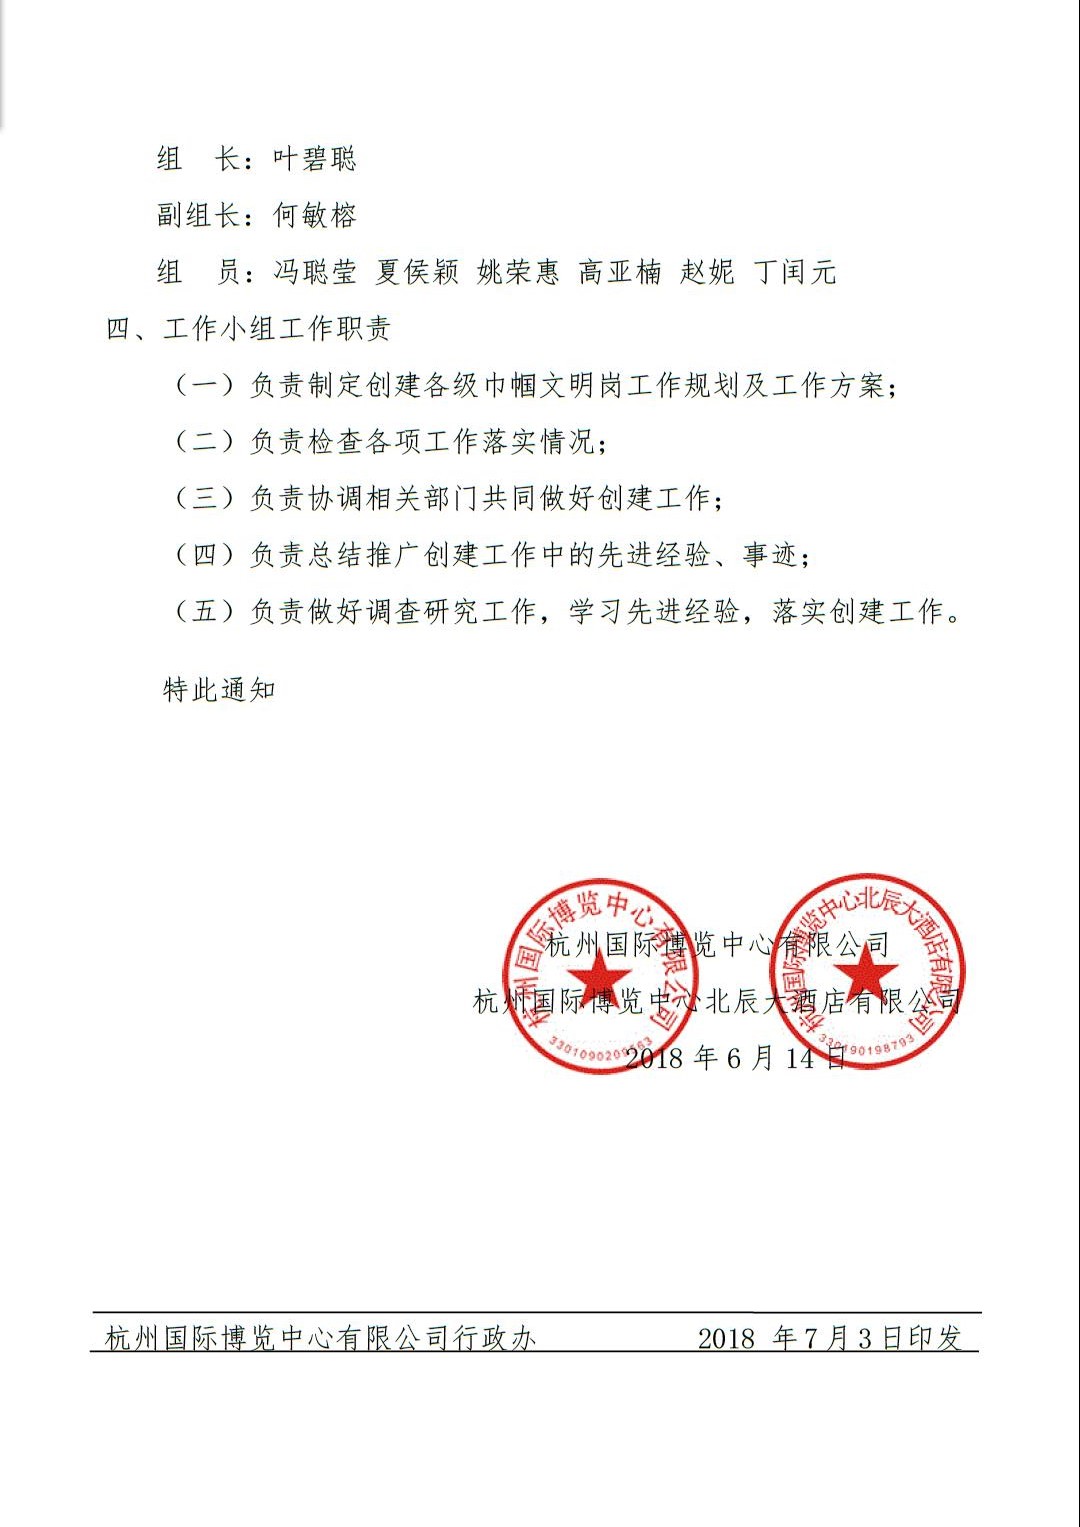 组　长：叶碧聪
副组长：何敏榕
组　员：冯聪莹 夏侯颖 姚荣惠 高亚楠 赵妮 丁闰元
四、工作小组工作职责
（一）负责制定创建各级巾帼文明岗工作规划及工作方案；
（二）负责检查各项工作落实情况；
（三）负责协调相关部门共同做好创建工作；
（四）负责总结推广创建工作中的先进经验、事迹；
（五）负责做好调查研究工作，学习先进经验，落实创建工作。
特此通知
杭州国际博览中心有限公司
杭州国际博览中心北辰大酒店有限公司
杭州国际博览中心有限公司
杭州国际博览中心北辰大酒店有限公司
2018 年 6 月 14 日
330190198793
杭州国际博览中心有限公司行政办　2018 年 7 月 3 日印发